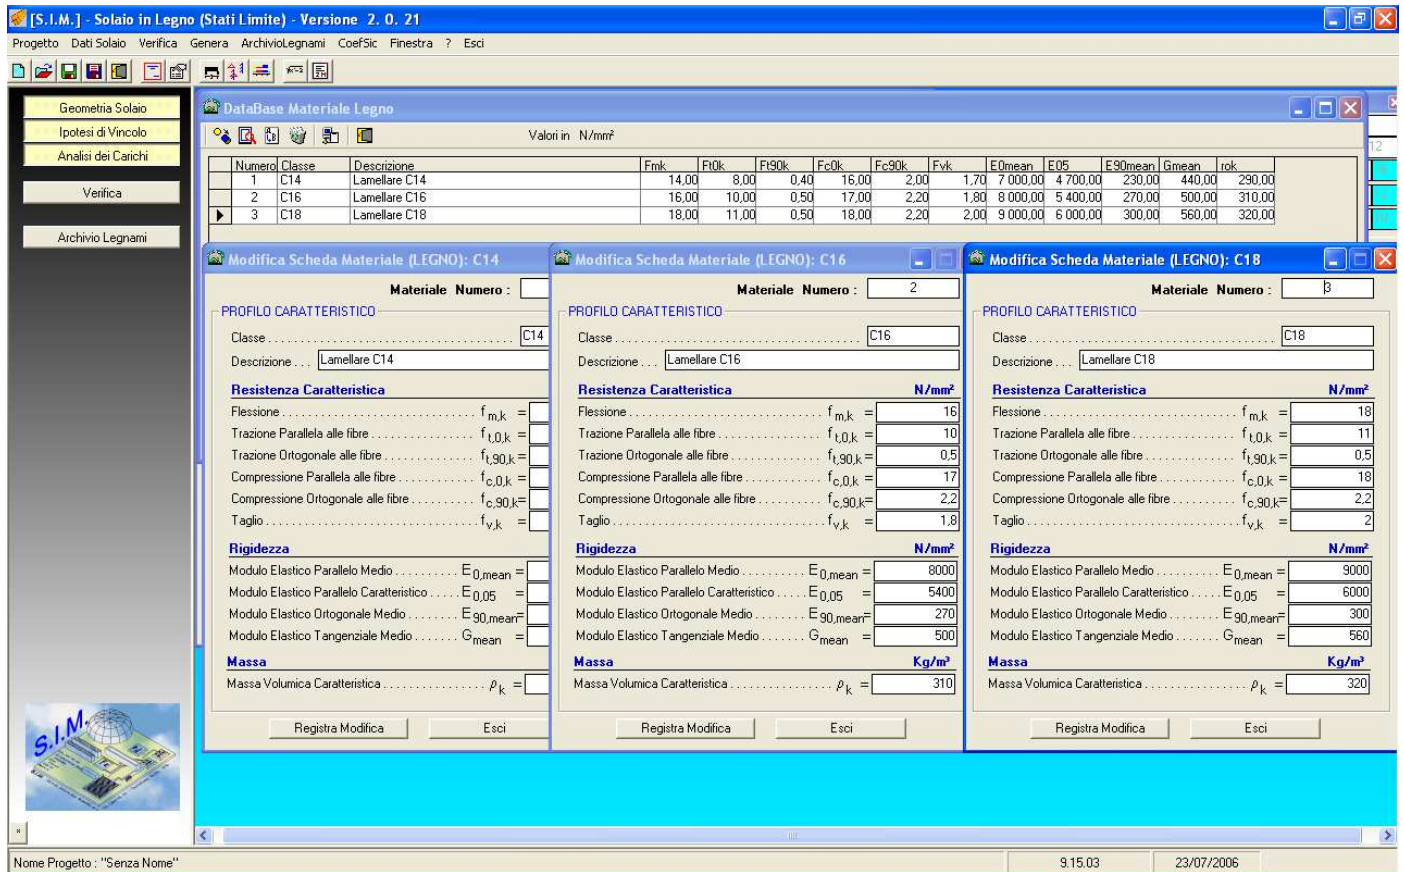 [S.I.M.] - Solaio in Legno (Stati Limite) - Versione 2. 0. 21
Progetto Dati Solaio Verifica Genera ArchivioLegnami CoefSic Finestra ? Esci
Geometria Solaio
Ipotesi di Vincolo
Analisi dei Carichi
Verifica
Archivio Legnami
S.I.M.
DataBase Materiale Legno
Valori in N/mm²
Numero Classe Descrizione Fmk Ft0k Ft90k Fc0k Fc90k Fvk E0mean E05 E90mean Gmean rok
1 C14 Lamellare C14 14,00 8,00 0,40 16,00 2,00 1,70 7 000,00 4 700,00 230,00 440,00 290,00
2 C16 Lamellare C16 16,00 10,00 0,50 17,00 2,20 1,80 8 000,00 5 400,00 270,00 500,00 310,00
3 C18 Lamellare C18 18,00 11,00 0,50 18,00 2,20 2,00 9 000,00 6 000,00 300,00 560,00 320,00
12
Modifica Scheda Materiale (LEGNO): C14
Materiale Numero :
PROFILO CARATTERISTICO
Classe . . . . . . . . . . . . . . . . C14
Descrizione . . . Lamellare C14
Resistenza Caratteristica
Flessione . . . . . . . . . . . . . . . . f m,k =
Trazione Parallela alle fibre . . . . . . . . f t,0,k =
Trazione Ortogonale alle fibre . . . . . . . f t,90,k =
Compressione Parallela alle fibre . . . . . f c,0,k =
Compressione Ortogonale alle fibre . . . . f c,90,k=
Taglio . . . . . . . . . . . . . . . . . . f v,k =
Rigidezza
Modulo Elastico Parallelo Medio . . . . . . E 0,mean =
Modulo Elastico Parallelo Caratteristico . . . E 0,05 =
Modulo Elastico Ortogonale Medio . . . . . E 90,mean=
Modulo Elastico Tangenziale Medio . . . . . G mean =
Massa
Massa Volumica Caratteristica . . . . . . . ρ k =
Registra Modifica Esci
Modifica Scheda Materiale (LEGNO): C16
Materiale Numero : 2
PROFILO CARATTERISTICO
Classe . . . . . . . . . . . . . . . . C16
Descrizione . . . Lamellare C16
Resistenza Caratteristica N/mm²
Flessione . . . . . . . . . . . . . . . . f m,k = 16
Trazione Parallela alle fibre . . . . . . . . f t,0,k = 10
Trazione Ortogonale alle fibre . . . . . . . f t,90,k = 0,5
Compressione Parallela alle fibre . . . . . f c,0,k = 17
Compressione Ortogonale alle fibre . . . . f c,90,k= 2,2
Taglio . . . . . . . . . . . . . . . . . . f v,k = 1,8
Rigidezza N/mm²
Modulo Elastico Parallelo Medio . . . . . . E 0,mean = 8000
Modulo Elastico Parallelo Caratteristico . . . E 0,05 = 5400
Modulo Elastico Ortogonale Medio . . . . . E 90,mean= 270
Modulo Elastico Tangenziale Medio . . . . . G mean = 500
Massa Kg/m³
Massa Volumica Caratteristica . . . . . . . ρ k = 310
Registra Modifica Esci
Modifica Scheda Materiale (LEGNO): C18
Materiale Numero : 3
PROFILO CARATTERISTICO
Classe . . . . . . . . . . . . . . . . C18
Descrizione . . . Lamellare C18
Resistenza Caratteristica N/mm²
Flessione . . . . . . . . . . . . . . . . f m,k = 18
Trazione Parallela alle fibre . . . . . . . . f t,0,k = 11
Trazione Ortogonale alle fibre . . . . . . . f t,90,k = 0,5
Compressione Parallela alle fibre . . . . . f c,0,k = 18
Compressione Ortogonale alle fibre . . . . f c,90,k= 2,2
Taglio . . . . . . . . . . . . . . . . . . f v,k = 2
Rigidezza N/mm²
Modulo Elastico Parallelo Medio . . . . . . E 0,mean = 9000
Modulo Elastico Parallelo Caratteristico . . . E 0,05 = 6000
Modulo Elastico Ortogonale Medio . . . . . E 90,mean= 300
Modulo Elastico Tangenziale Medio . . . . . G mean = 560
Massa Kg/m³
Massa Volumica Caratteristica . . . . . . . ρ k = 320
Registra Modifica Esci
Nome Progetto : "Senza Nome" 9.15.03 23/07/2006